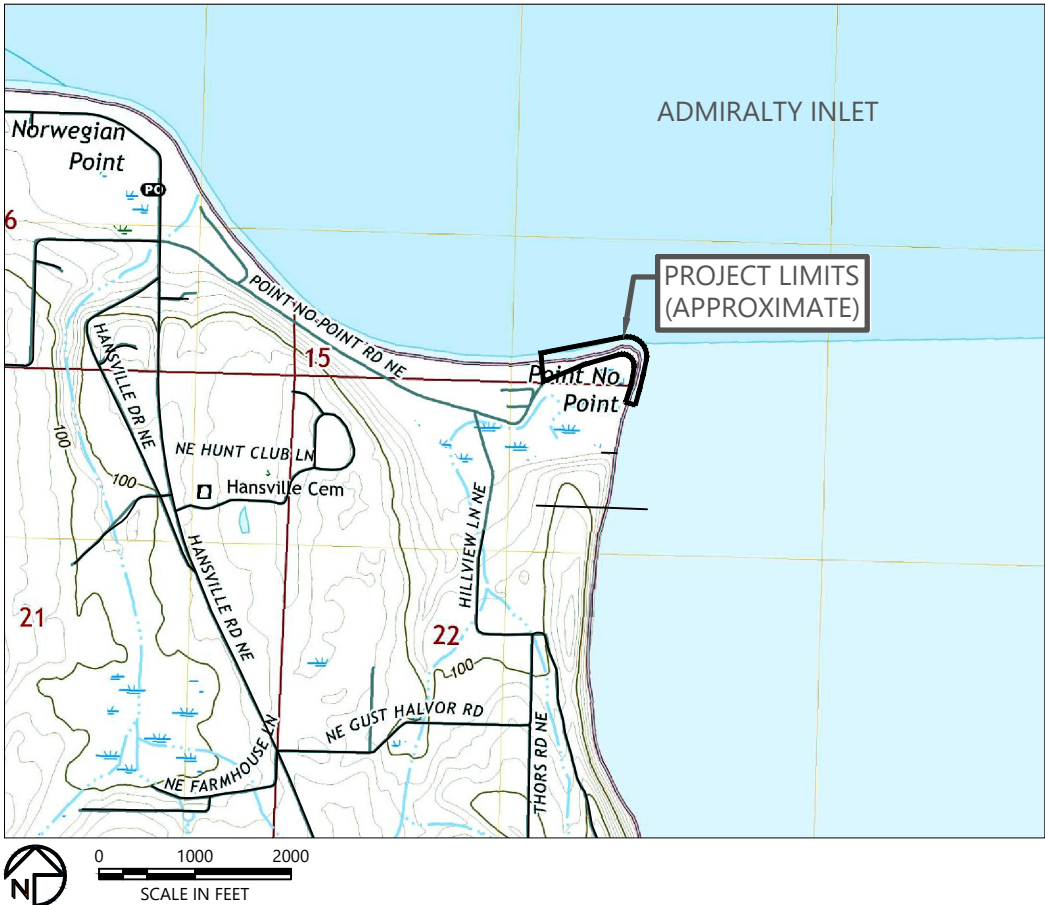 ADMIRALTY INLET
Norwegian
Point
PO
6
PROJECT LIMITS
(APPROXIMATE)
POINT NO POINT RD NE
15
Point No
Point
HANSVILLE DR NE
100
100
NE HUNT CLUB LN
Hansville Cem
HILLVIEW LN NE
HANSVILLE RD NE
21
22
100
NE GUST HALVOR RD
THORS RD NE
NE FARMHOUSE LN
N
0 1000 2000
SCALE IN FEET